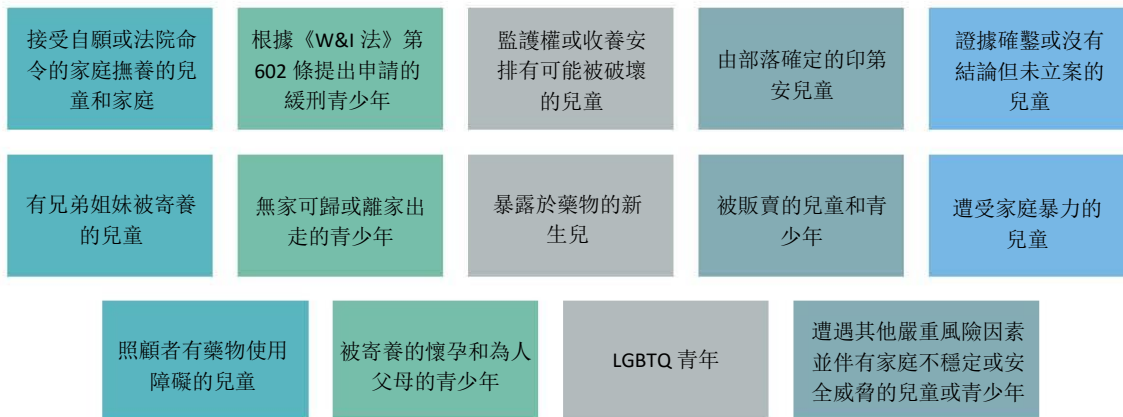 接受自願或法院命
令的家庭撫養的兒
童和家庭
根據《W&I 法》第
602 條提出申請的
緩刑青少年
監護權或收養安
排有可能被破壞
的兒童
由部落確定的印第
安兒童
證據確鑿或沒有
結論但未立案的
兒童
有兄弟姐妹被寄養
的兒童
無家可歸或離家出
走的青少年
暴露於藥物的新
生兒
被販賣的兒童和青
少年
遭受家庭暴力的
兒童
照顧者有藥物使用
障礙的兒童
被寄養的懷孕和為人
父母的青少年
LGBTQ 青年
遭遇其他嚴重風險因素
並伴有家庭不穩定或安
全威脅的兒童或青少年